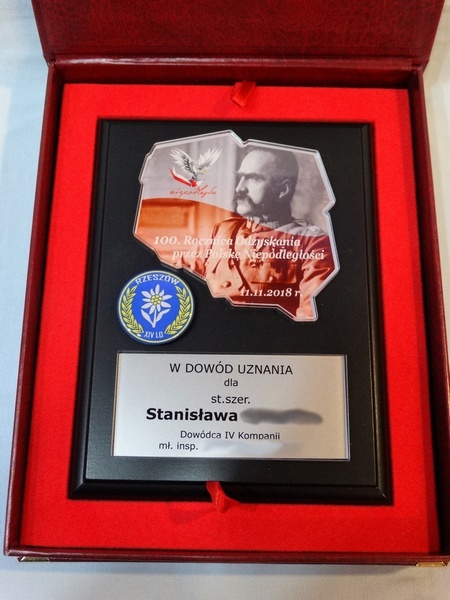 niepodległa
100. Rocznica Odzyskania
przez Polskę Niepodległości
11.11.2018 r.
RZESZÓW
XIV LO
W DOWÓD UZNANIA
dla
st.szer.
Stanisława
Dowódca IV Kompanii
mł. insp.